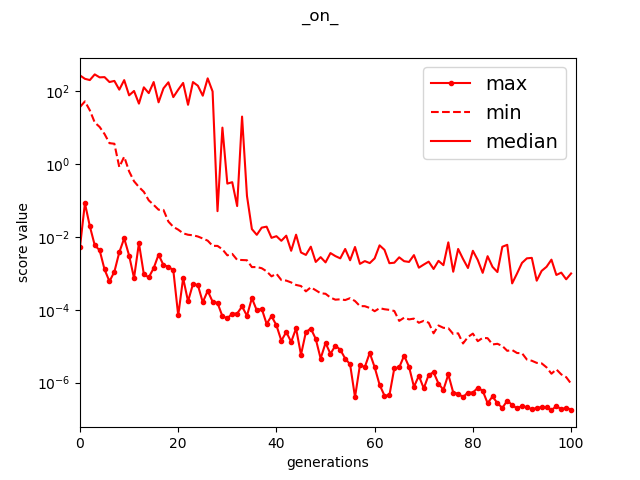 _on_
max
min
median
score value
10²
10⁰
10⁻²
10⁻⁴
10⁻⁶
0 20 40 60 80 100
generations